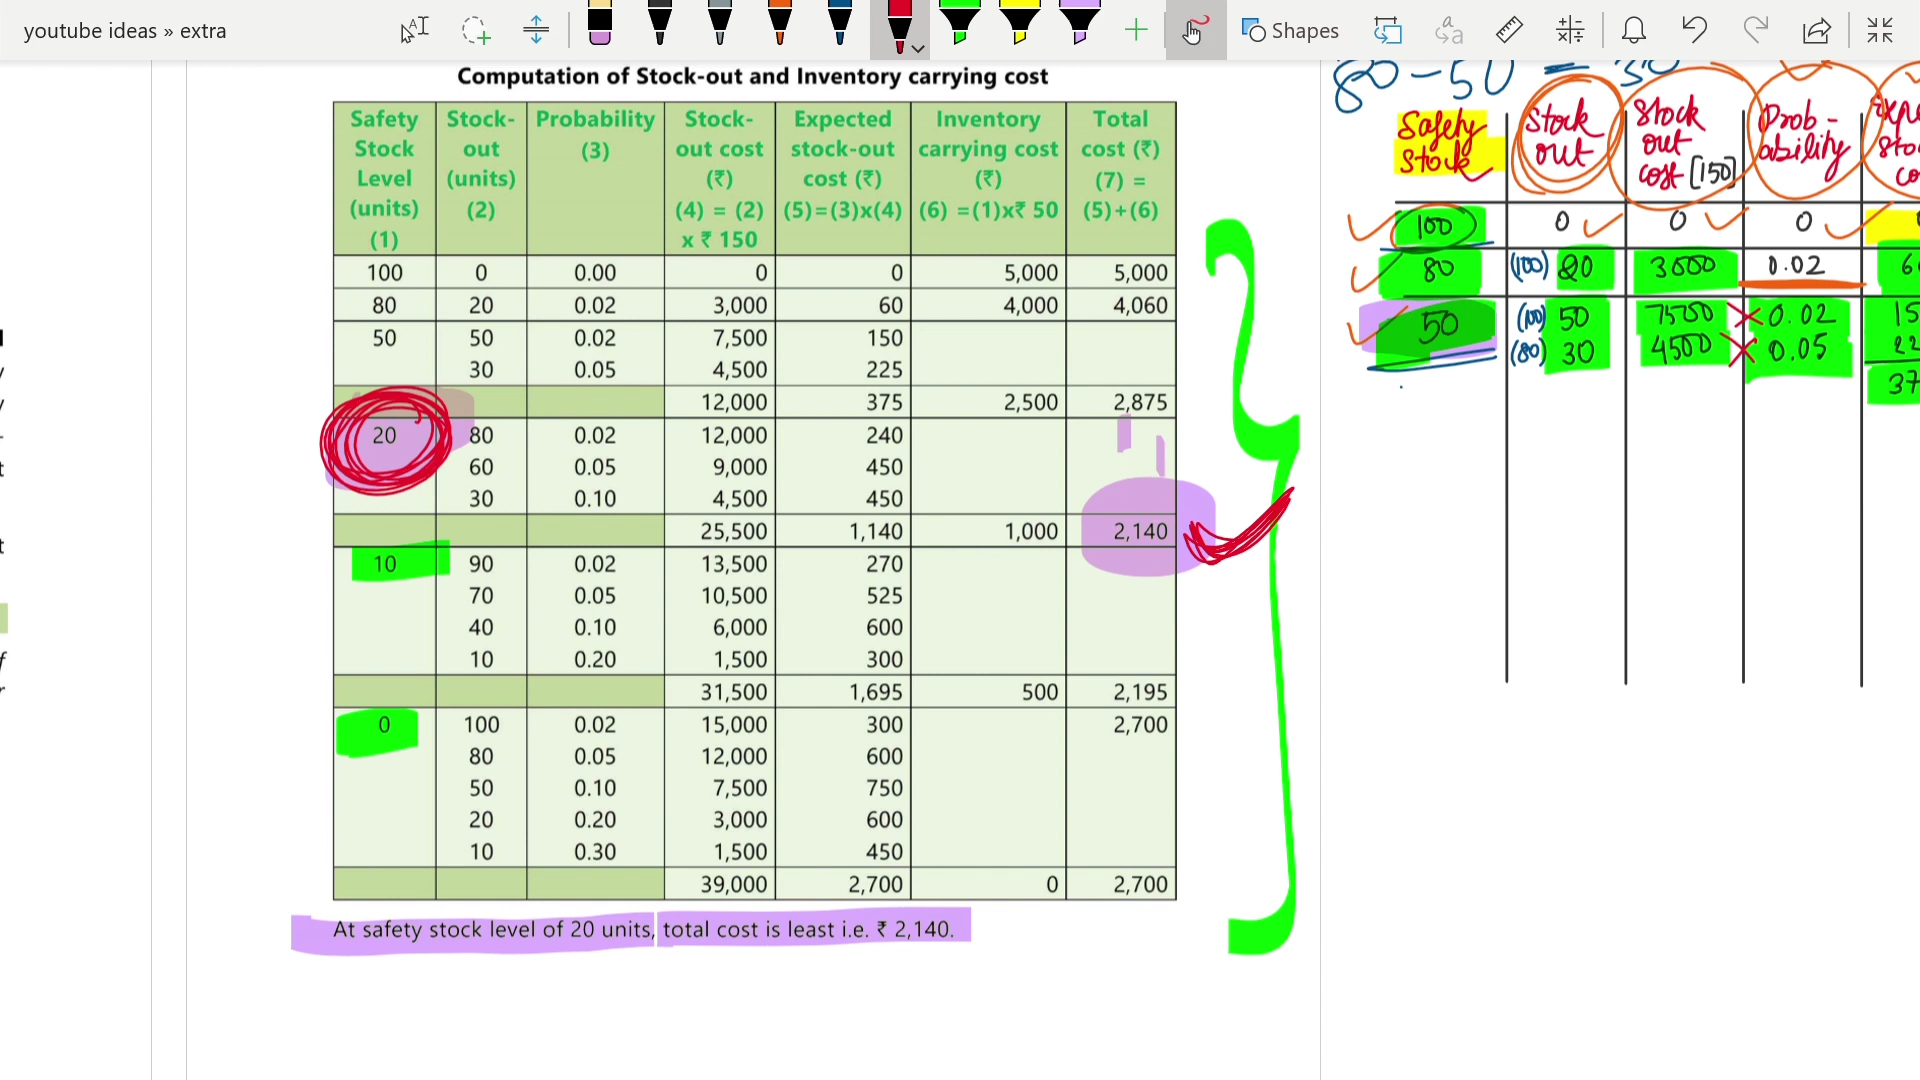 youtube ideas » extra
Shapes
Computation of Stock-out and Inventory carrying cost
Safety Stock Level (units) (1) Stock-out (units) (2) Probability (3) Stock-out cost (₹) (4) = (2) x ₹ 150 Expected stock-out cost (₹) (5)=(3)x(4) Inventory carrying cost (₹) (6) =(1)x₹ 50 Total cost (₹) (7) = (5)+(6)
100 0 0.00 0 0 5,000 5,000
80 20 0.02 3,000 60 4,000 4,060
50 50 0.02 7,500 150
30 0.05 4,500 225
12,000 375 2,500 2,875
20 80 0.02 12,000 240
60 0.05 9,000 450
30 0.10 4,500 450
25,500 1,140 1,000 2,140
10 90 0.02 13,500 270
70 0.05 10,500 525
40 0.10 6,000 600
10 0.20 1,500 300
31,500 1,695 500 2,195
0 100 0.02 15,000 300 2,700
80 0.05 12,000 600
50 0.10 7,500 750
20 0.20 3,000 600
10 0.30 1,500 450
39,000 2,700 0 2,700
At safety stock level of 20 units, total cost is least i.e. ₹ 2,140.
80-50 = 30
Safety Stock Stock out Stock out cost [150] Prob-ability
100 0 0 0
80 (100) 20 3000 0.02
50 (100) 50 7500 × 0.02
(80) 30 4500 × 0.05